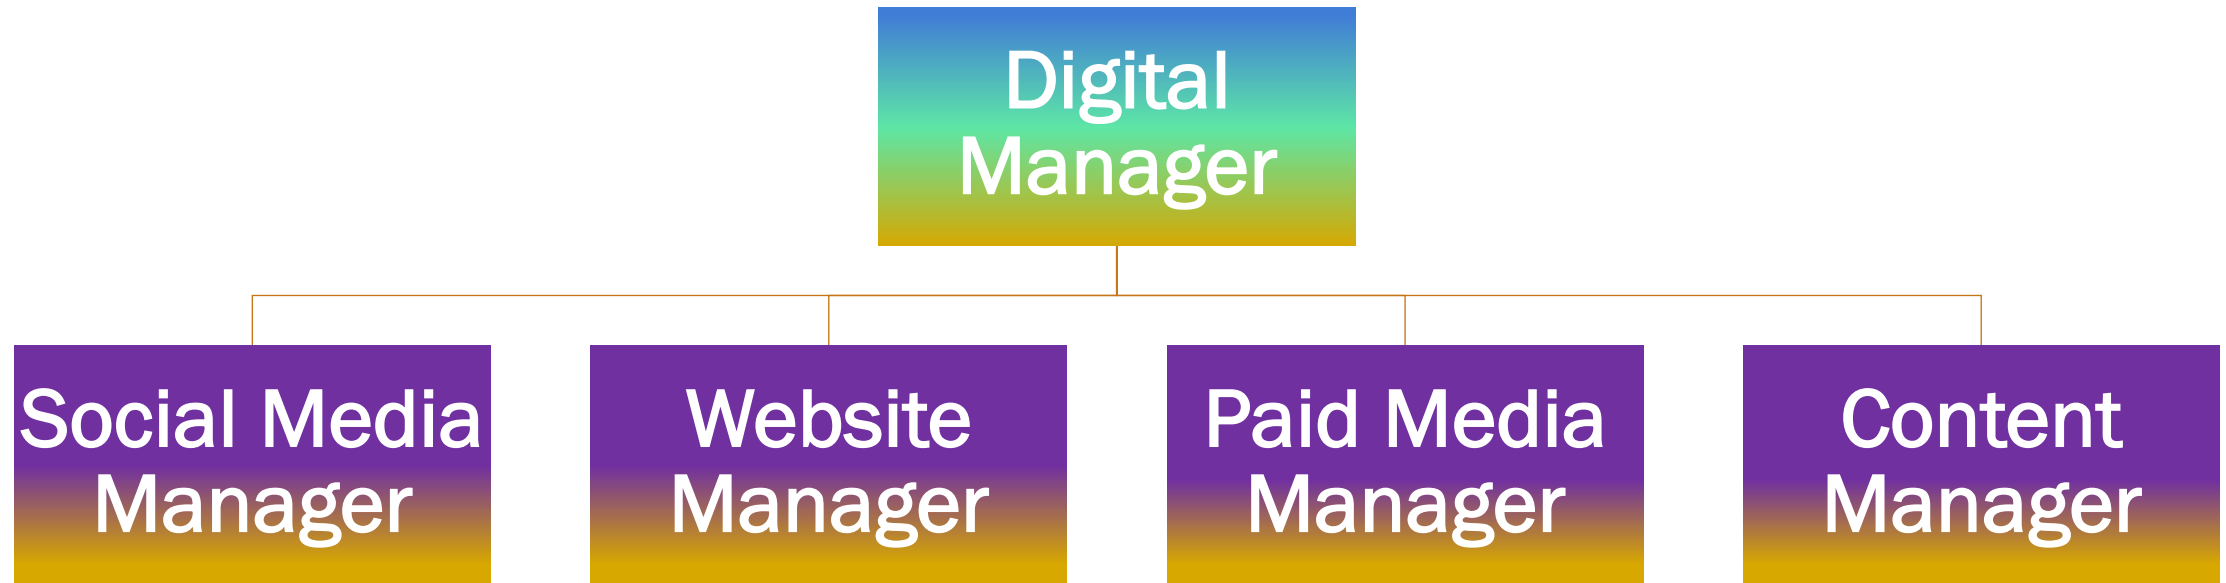 Digital
Manager
Social Media
Manager
Website
Manager
Paid Media
Manager
Content
Manager